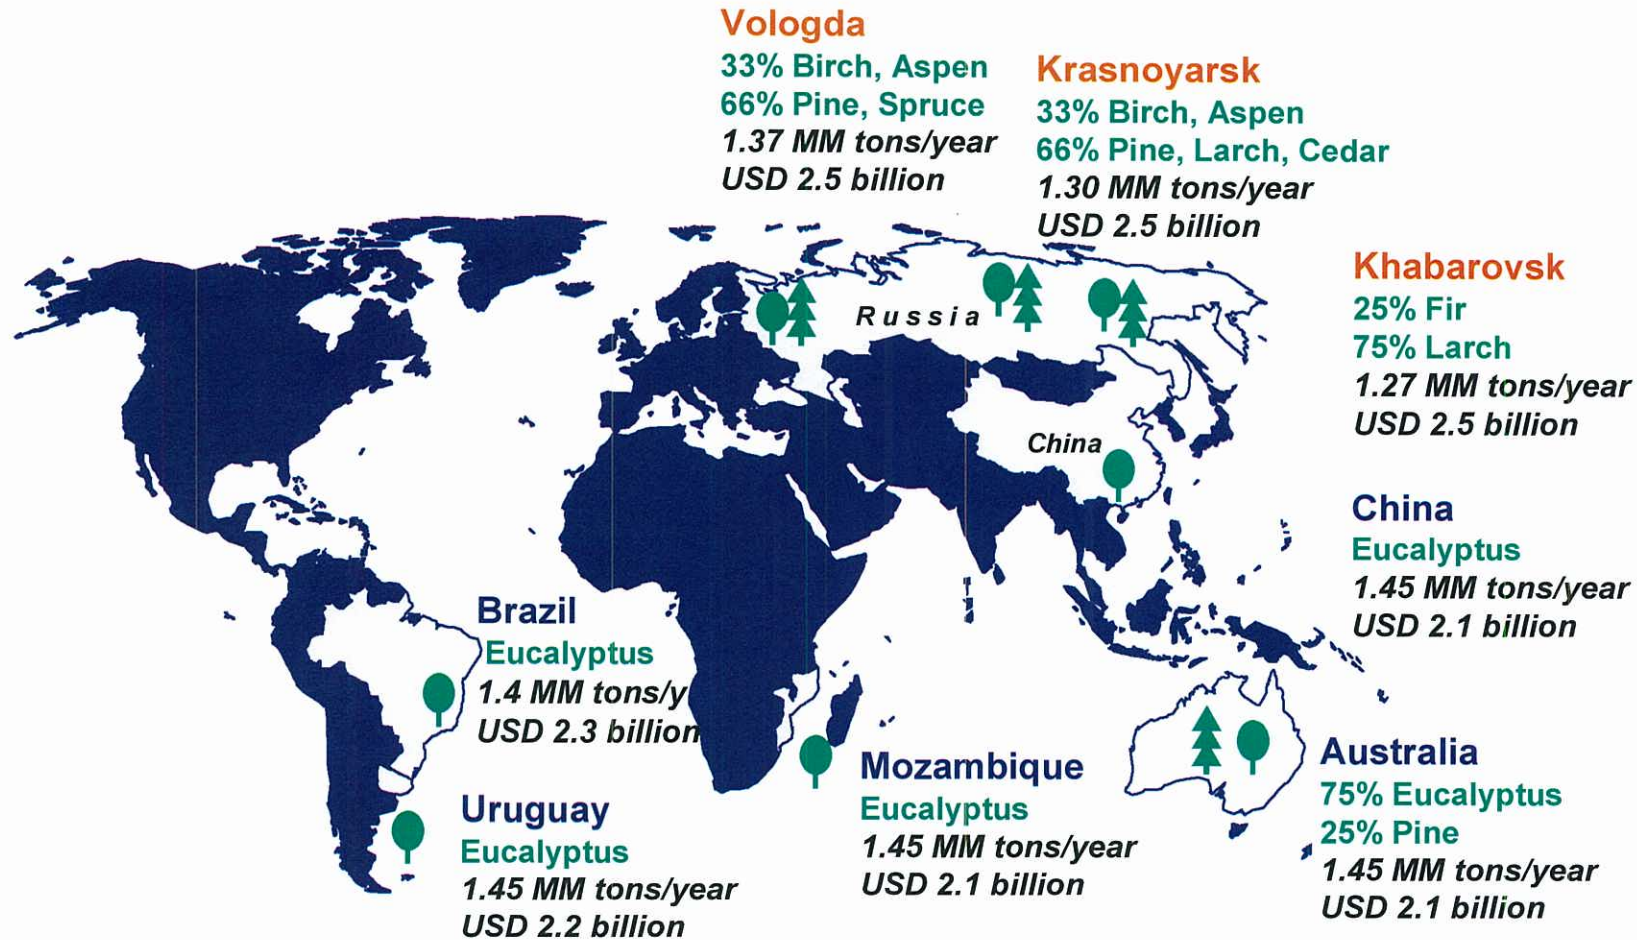 Vologda
33% Birch, Aspen
66% Pine, Spruce
1.37 MM tons/year
USD 2.5 billion
Krasnoyarsk
33% Birch, Aspen
66% Pine, Larch, Cedar
1.30 MM tons/year
USD 2.5 billion
Khabarovsk
25% Fir
75% Larch
1.27 MM tons/year
USD 2.5 billion
Russia
China
China
Eucalyptus
1.45 MM tons/year
USD 2.1 billion
Brazil
Eucalyptus
1.4 MM tons/y
USD 2.3 billion
Uruguay
Eucalyptus
1.45 MM tons/year
USD 2.2 billion
Mozambique
Eucalyptus
1.45 MM tons/year
USD 2.1 billion
Australia
75% Eucalyptus
25% Pine
1.45 MM tons/year
USD 2.1 billion